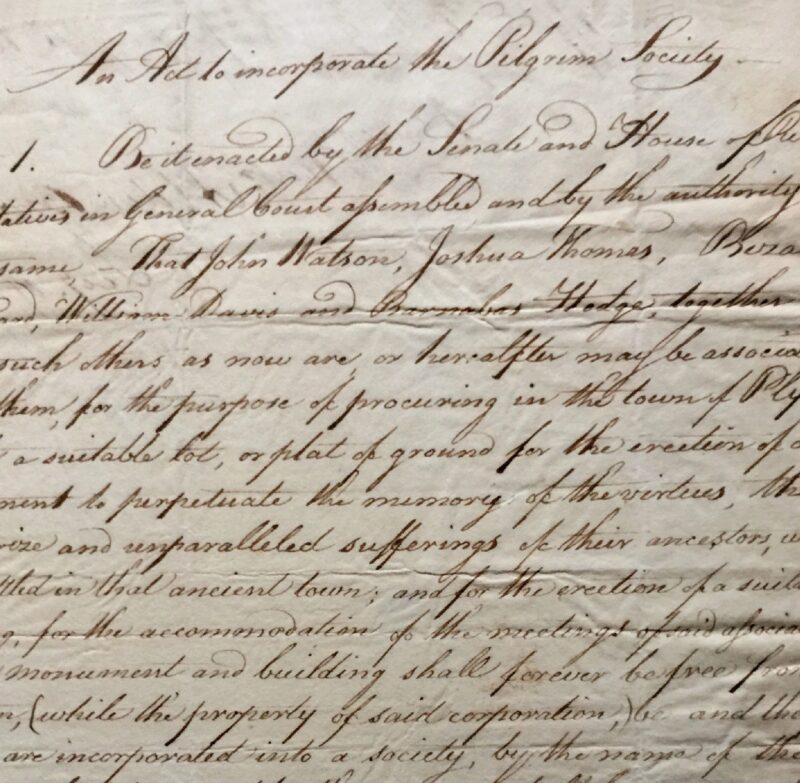 An Act to incorporate the Pilgrim Society
1. Be it enacted by the Senate and House of Re
tatives in General Court assembled, and by the authority
same That John Watson, Joshua Thomas, Beza
ard, William Davis and Barnabas Hedge, together
such others as now are, or hereafter may be associa
them, for the purpose of procuring in the town of Ply
a suitable lot, or plat of ground for the erection of a
ment to perpetuate the memory of the virtues, the
rize and unparalleled sufferings of their ancestors, w
ttled in that ancient town; and for the erection of a suita
g, for the accommodation of the meetings of said associa
monument and building shall forever be free from
n, (while the property of said corporation,) be and the
are incorporated into a society, by the name of the